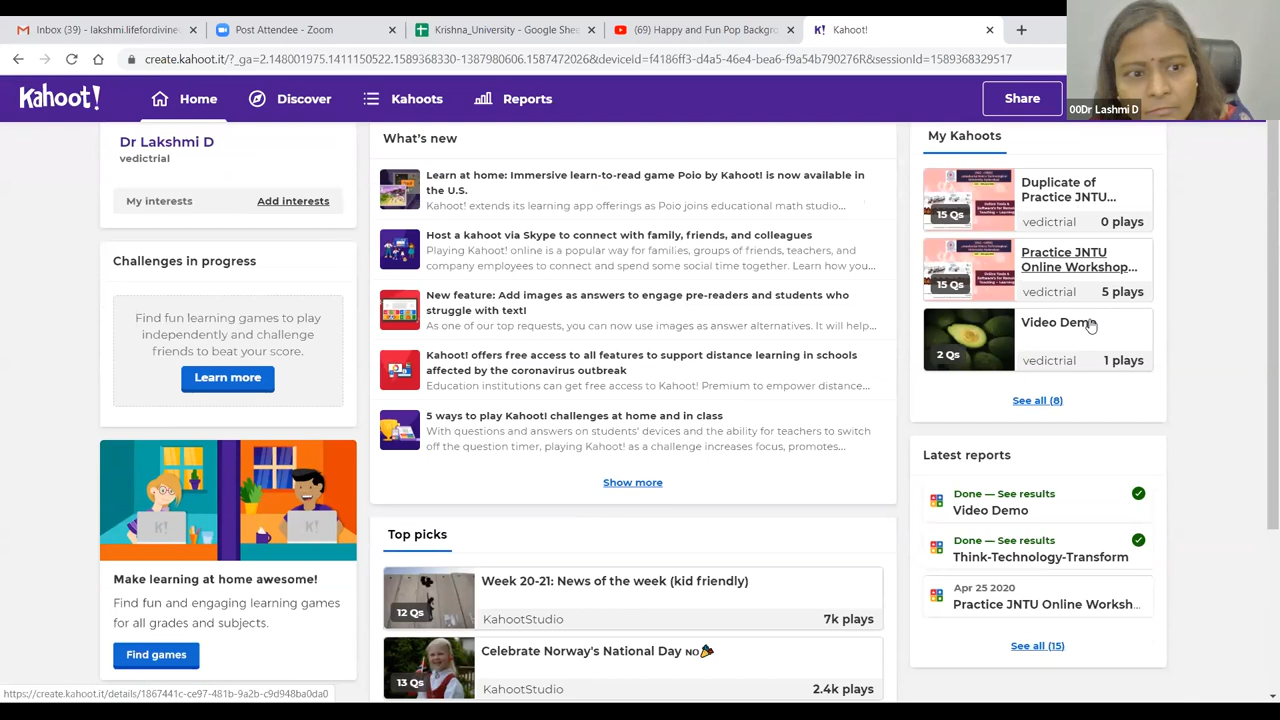 Inbox (39) - lakshmi.lifefordivine
Post Attendee - Zoom
Krishna_University - Google She
(69) Happy and Fun Pop Backgro
K! Kahoot!
create.kahoot.it/?_ga=2.148001975.1411150522.1589368330-1387980606.1587472026&deviceId=f4186ff3-d4a5-46e4-bea6-f9a54b790276R&sessionId=1589368329517
Kahoot!
Home
Discover
Kahoots
Reports
Share
00Dr Lashmi D
Dr Lakshmi D
vedictrial
My interests
Add interests
Challenges in progress
Find fun learning games to play
independently and challenge
friends to beat your score.
Learn more
K!
Make learning at home awesome!
Find fun and engaging learning games
for all grades and subjects.
Find games
What's new
Learn at home: Immersive learn-to-read game Poio by Kahoot! is now available in
the U.S.
Kahoot! extends its learning app offerings as Poio joins educational math studio...
Host a kahoot via Skype to connect with family, friends, and colleagues
Playing Kahoot! online is a popular way for families, groups of friends, teachers, and
company employees to connect and spend some social time together. Learn how you...
New feature: Add images as answers to engage pre-readers and students who
struggle with text!
As one of our top requests, you can now use images as answer alternatives. It will help...
Kahoot! offers free access to all features to support distance learning in schools
affected by the coronavirus outbreak
Education institutions can get free access to Kahoot! Premium to empower distance...
5 ways to play Kahoot! challenges at home and in class
With questions and answers on students' devices and the ability for teachers to switch
off the question timer, playing Kahoot! as a challenge increases focus, promotes...
Show more
Top picks
Week 20-21: News of the week (kid friendly)
12 Qs
KahootStudio
7k plays
Celebrate Norway's National Day NO
13 Qs
KahootStudio
2.4k plays
My Kahoots
Duplicate of
Practice JNTU...
15 Qs
vedictrial
0 plays
Practice JNTU
Online Workshop...
15 Qs
vedictrial
5 plays
Video Demo
2 Qs
vedictrial
1 plays
See all (8)
Latest reports
Done — See results
Video Demo
Done — See results
Think-Technology-Transform
Apr 25 2020
Practice JNTU Online Worksh...
See all (15)
https://create.kahoot.it/details/1867441c-ce97-481b-9a2b-c9d948ba0da0